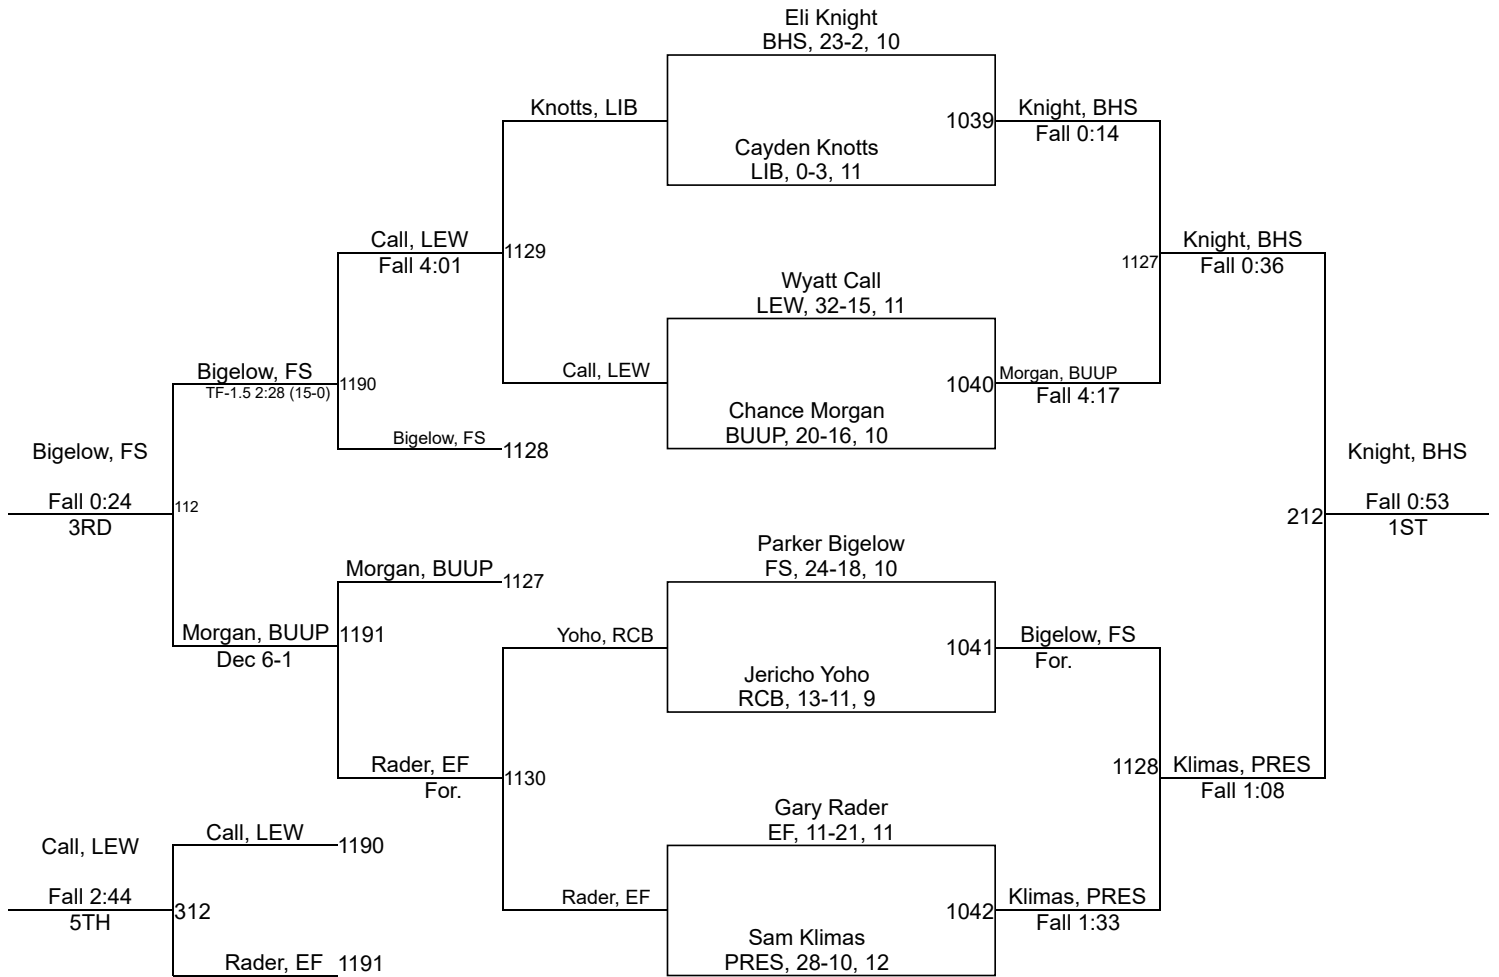 Eli Knight
BHS, 23-2, 10
Knotts, LIB
1039
Knight, BHS
Fall 0:14
Cayden Knotts
LIB, 0-3, 11
Call, LEW
Fall 4:01
1129
1127
Knight, BHS
Fall 0:36
Wyatt Call
LEW, 32-15, 11
Call, LEW
1040
Morgan, BUUP
Fall 4:17
Bigelow, FS
TF-1.5 2:28 (15-0)
1190
Chance Morgan
BUUP, 20-16, 10
Bigelow, FS
1128
Bigelow, FS
Fall 0:24
3RD
112
Knight, BHS
212
Fall 0:53
1ST
Parker Bigelow
FS, 24-18, 10
Morgan, BUUP
1127
Morgan, BUUP
Dec 6-1
1191
Yoho, RCB
1041
Bigelow, FS
For.
Jericho Yoho
RCB, 13-11, 9
Rader, EF
For.
1130
1128
Klimas, PRES
Fall 1:08
Gary Rader
EF, 11-21, 11
Call, LEW
1190
Call, LEW
Fall 2:44
5TH
312
Rader, EF
1042
Klimas, PRES
Fall 1:33
Sam Klimas
PRES, 28-10, 12
Rader, EF
1191